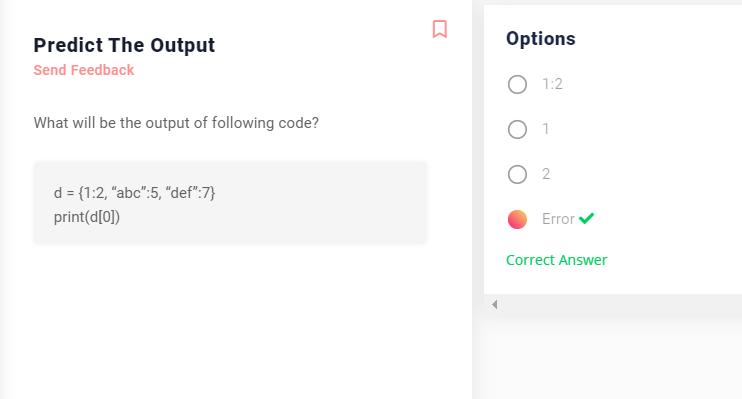 Predict The Output
Send Feedback
What will be the output of following code?
d = {1:2, “abc”:5, “def”:7}
print(d[0])
Options
1:2
1
2
Error
Correct Answer